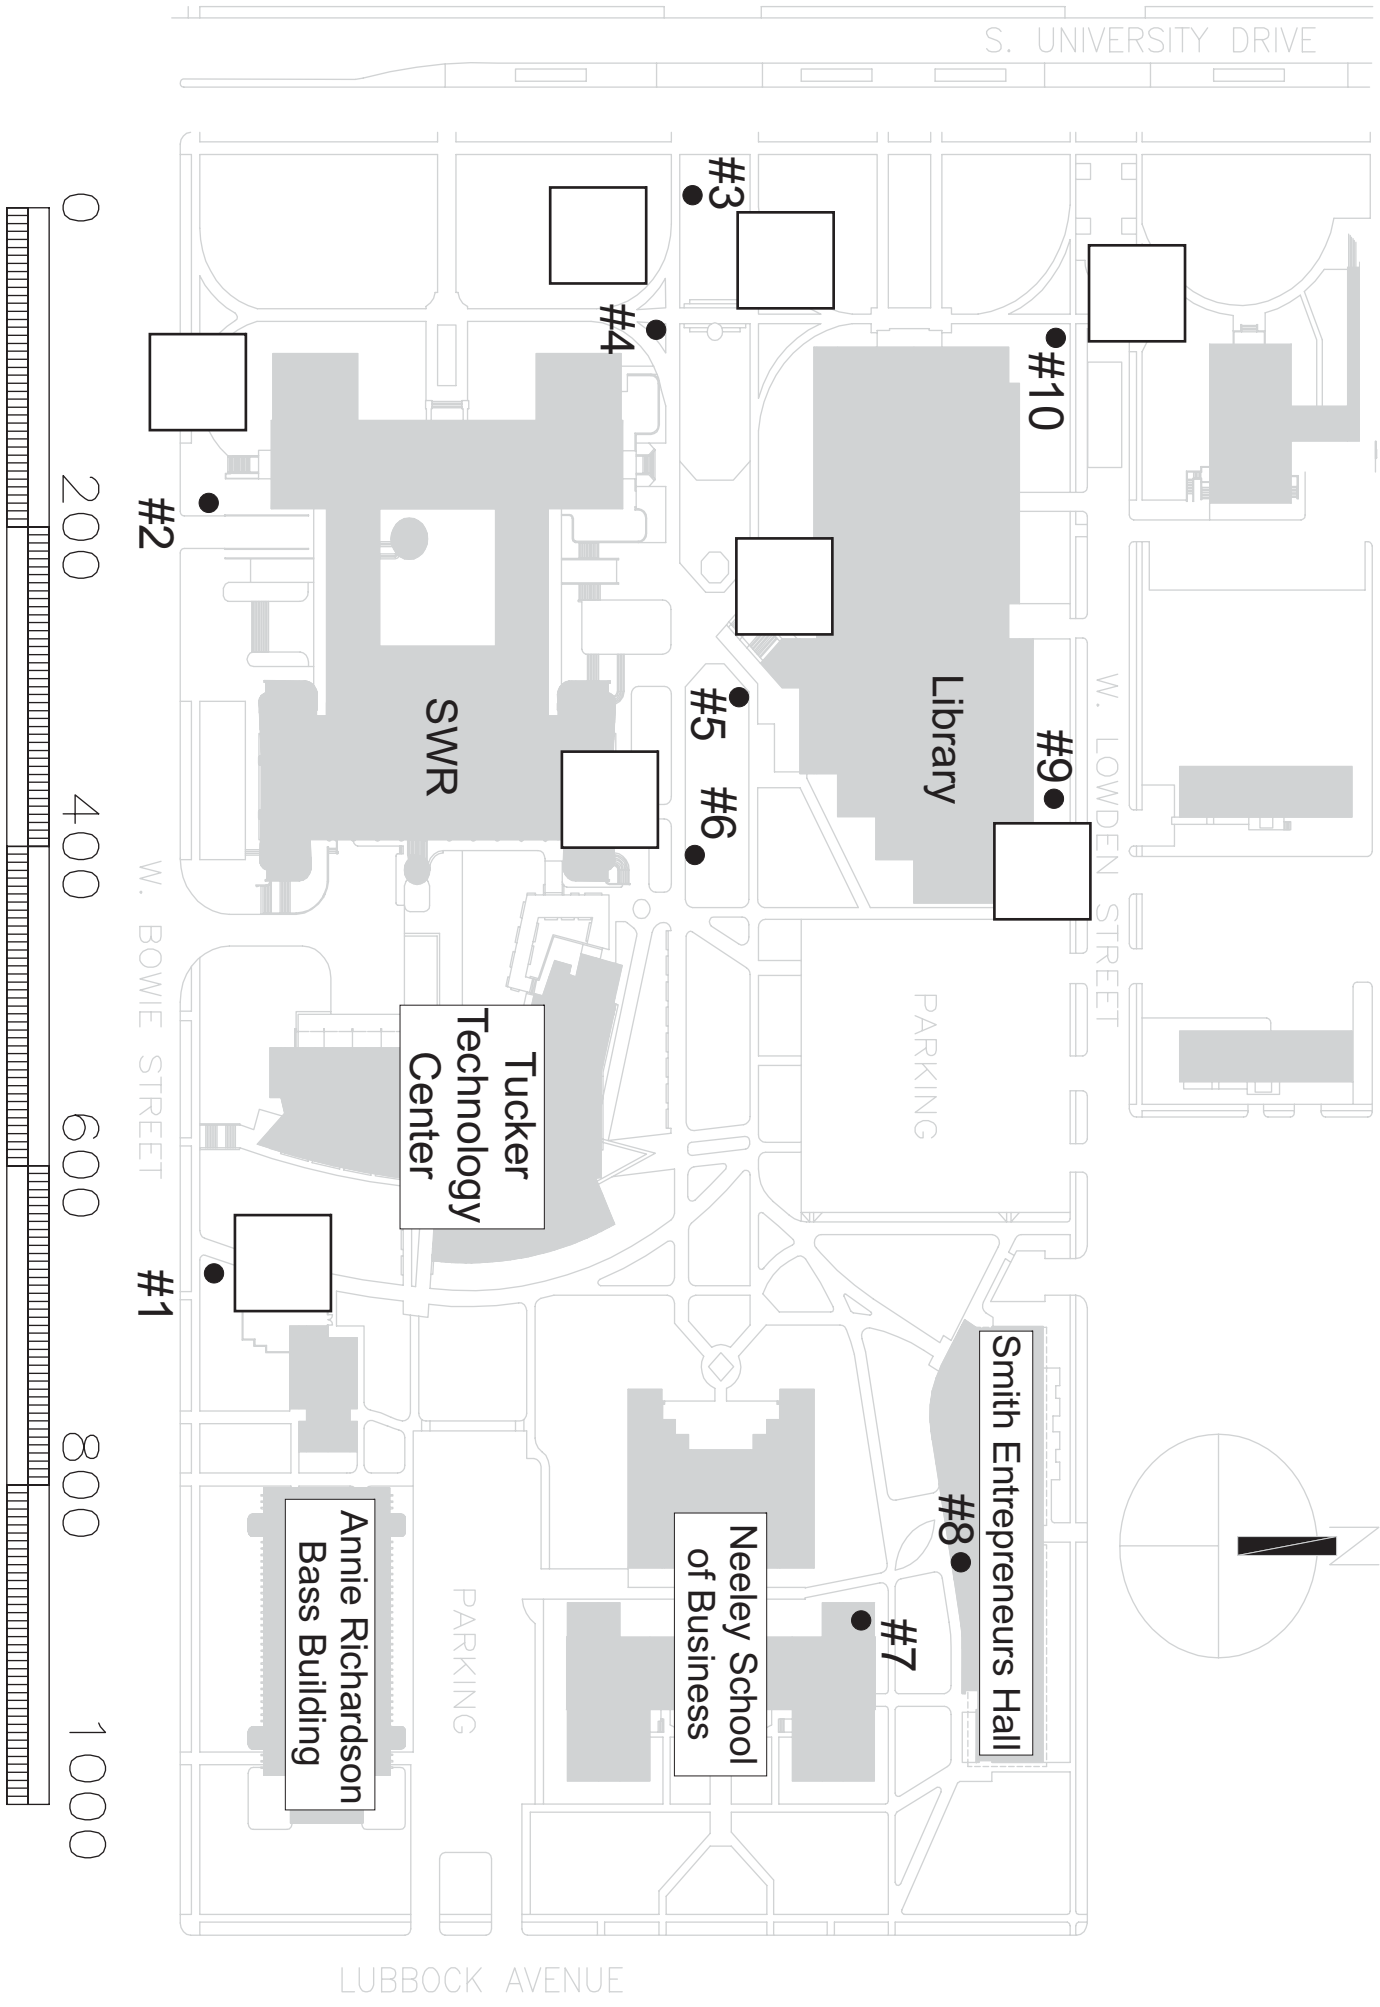 S. UNIVERSITY DRIVE
#3
#4
#10
#2
#5
#9
#6
Library
SWR
W. LOWDEN STREET
W. BOWIE STREET
PARKING
Tucker
Technology
Center
#1
Smith Entrepreneurs Hall
#8
#7
Neeley School
of Business
Annie Richardson
Bass Building
PARKING
LUBBOCK AVENUE
N
0
200
400
600
800
1000